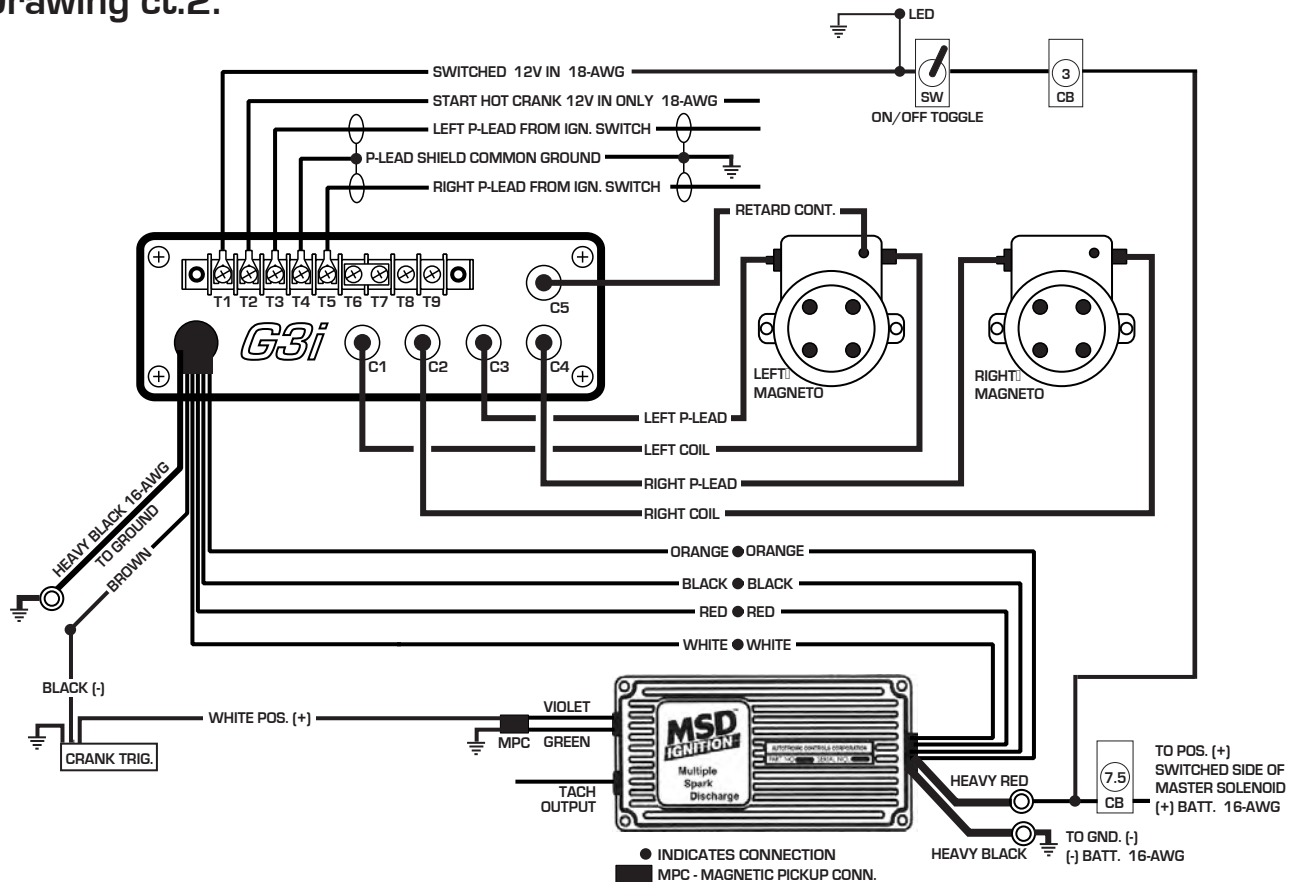 Drawing ct.2.
LED
SWITCHED 12V IN 18-AWG
START HOT CRANK 12V IN ONLY 18-AWG
LEFT P-LEAD FROM IGN. SWITCH
P-LEAD SHIELD COMMON GROUND
RIGHT P-LEAD FROM IGN. SWITCH
SW
ON/OFF TOGGLE
3
CB
RETARD CONT.
T1 T2 T3 T4 T5 T6 T7 T8 T9
C5
G3i
C1
C2
C3
C4
LEFT
MAGNETO
RIGHT
MAGNETO
LEFT P-LEAD
LEFT COIL
RIGHT P-LEAD
RIGHT COIL
HEAVY BLACK 16-AWG
TO GROUND
BROWN
ORANGE ORANGE
BLACK BLACK
RED RED
WHITE WHITE
BLACK (-)
WHITE POS. (+)
CRANK TRIG.
VIOLET
MPC
GREEN
TACH
OUTPUT
MSD
IGNITION
AUTOTRONIC CONTROLS CORPORATION
PART NO. SERIAL NO.
Multiple
Spark
Discharge
HEAVY RED
HEAVY BLACK
7.5
CB
TO POS. (+)
SWITCHED SIDE OF
MASTER SOLENOID
(+) BATT. 16-AWG
TO GND. (-)
(-) BATT. 16-AWG
INDICATES CONNECTION
MPC - MAGNETIC PICKUP CONN.